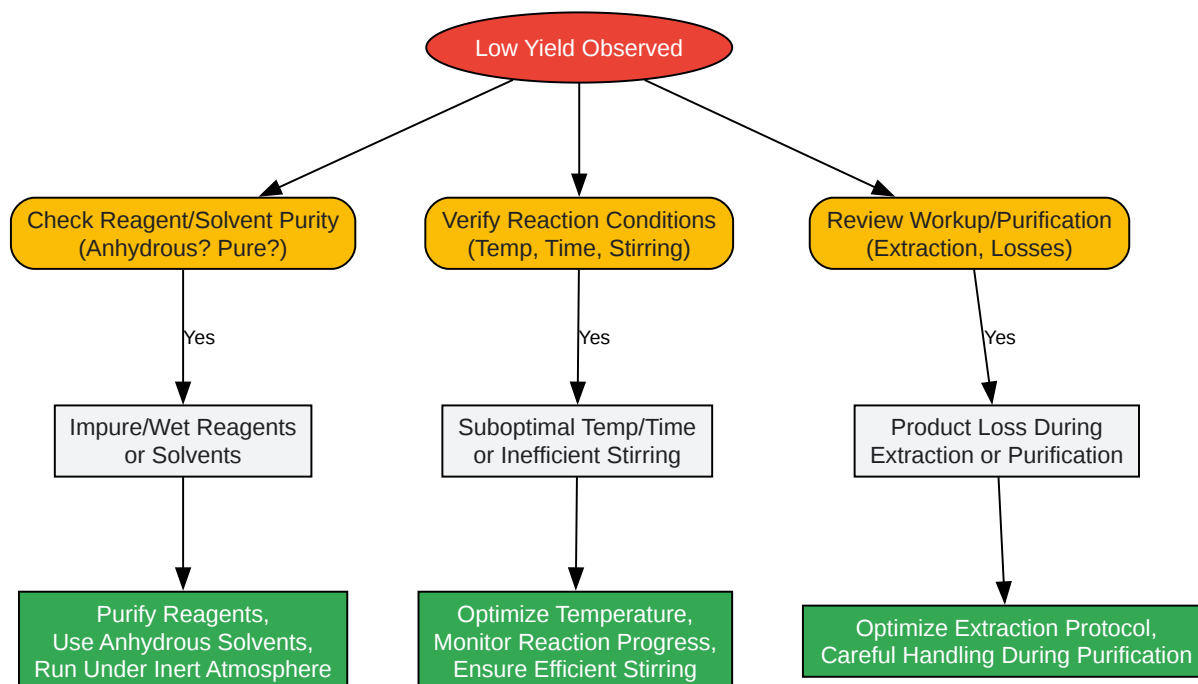 Low Yield Observed
Check Reagent/Solvent Purity
(Anhydrous? Pure?)
Verify Reaction Conditions
(Temp, Time, Stirring)
Review Workup/Purification
(Extraction, Losses)
Yes
Yes
Yes
Impure/Wet Reagents
or Solvents
Suboptimal Temp/Time
or Inefficient Stirring
Product Loss During
Extraction or Purification
Purify Reagents,
Use Anhydrous Solvents,
Run Under Inert Atmosphere
Optimize Temperature,
Monitor Reaction Progress,
Ensure Efficient Stirring
Optimize Extraction Protocol,
Careful Handling During Purification